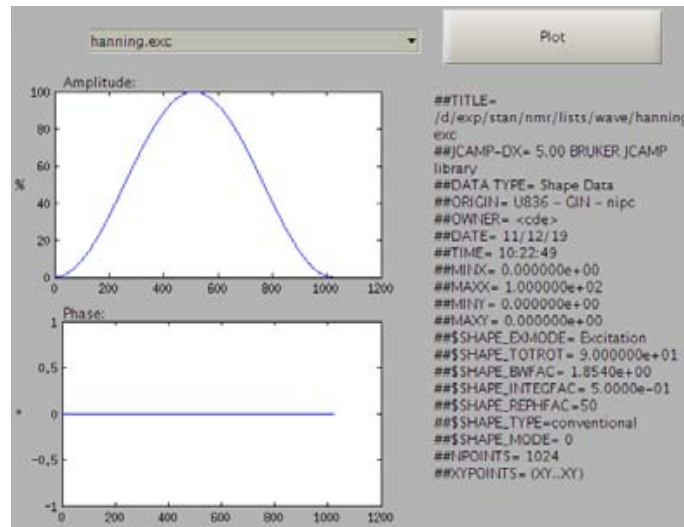 hanning.exc
Plot
Amplitude:
100
80
60
40
20
0
%
0 200 400 600 800 1000 1200
Phase:
1
0,5
0
-0,5
-1
°
0 200 400 600 800 1000 1200
##TITLE=
/d/exp/stan/nmr/lists/wave/hanning
exc
##JCAMP-DX= 5.00 BRUKER JCAMP
library
##DATA TYPE= Shape Data
##ORIGIN= U836 - GIN - nipc
##OWNER= <cde>
##DATE= 11/12/19
##TIME= 10:22:49
##MINX= 0.000000e+00
##MAXX= 1.000000e+02
##MINY= 0.000000e+00
##MAXY= 0.000000e+00
##$SHAPE_EXMODE= Excitation
##$SHAPE_TOTROT= 9.000000e+01
##$SHAPE_BWFAC= 1.8540e+00
##$SHAPE_INTEGFAC= 5.0000e-01
##$SHAPE_REPHFAC=50
##$SHAPE_TYPE=conventional
##$SHAPE_MODE= 0
##NPOINTS= 1024
##XYPOINTS= (XY..XY)